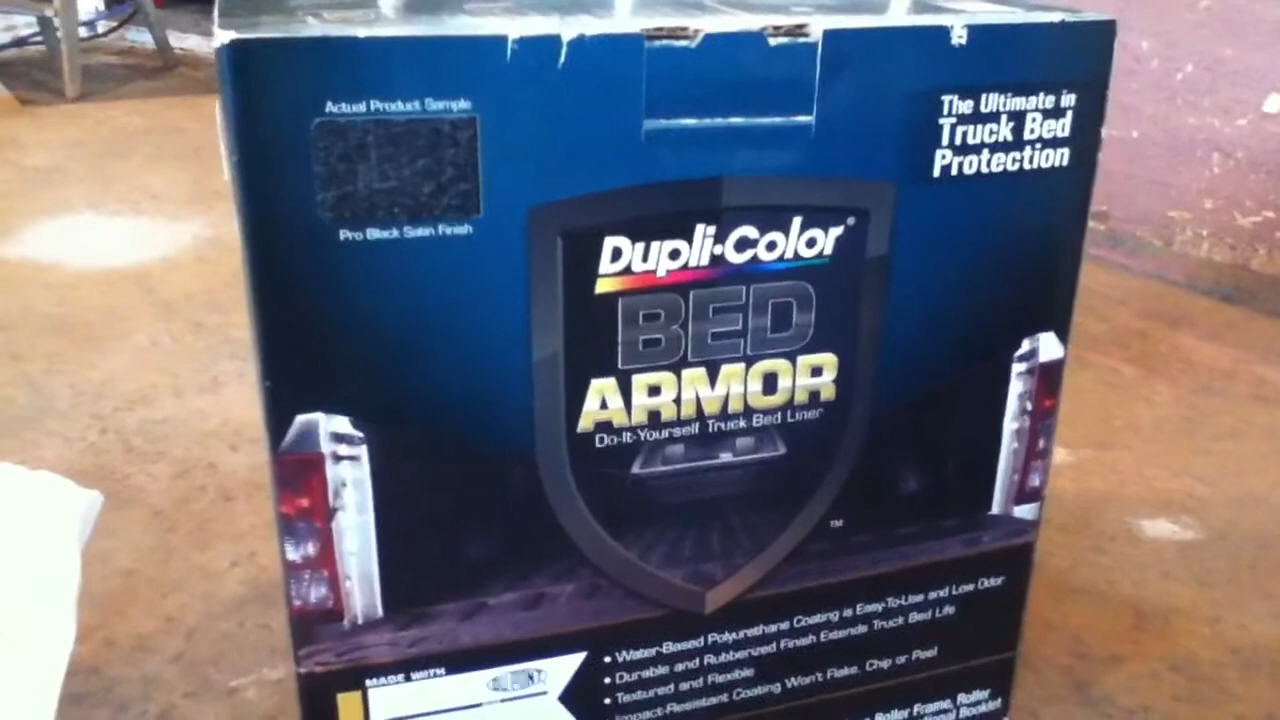 Actual Product Sample
Pro Black Satin Finish
The Ultimate in
Truck Bed
Protection
Dupli·Color®
BED
ARMOR
Do-It-Yourself Truck Bed Liner
TM
• Water-Based Polyurethane Coating is Easy-To-Use and Low Odor
• Durable and Rubberized Finish Extends Truck Bed Life
• Textured and Flexible
Impact-Resistant Coating Won't Flake, Chip or Peel
MADE WITH
Roller Frame, Roller
Booklet